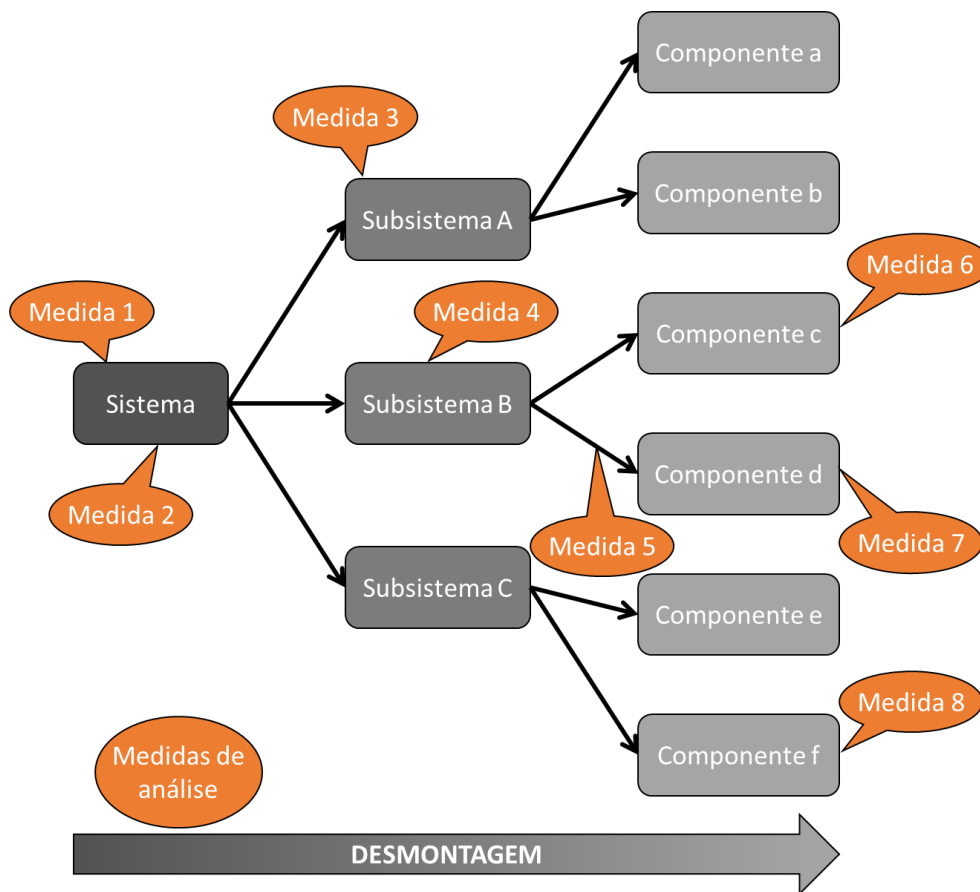 Componente a
Medida 3
Componente b
Subsistema A
Medida 6
Medida 1
Medida 4
Componente c
Sistema
Subsistema B
Componente d
Medida 2
Medida 5
Medida 7
Subsistema C
Componente e
Medida 8
Componente f
Medidas de
análise
DESMONTAGEM